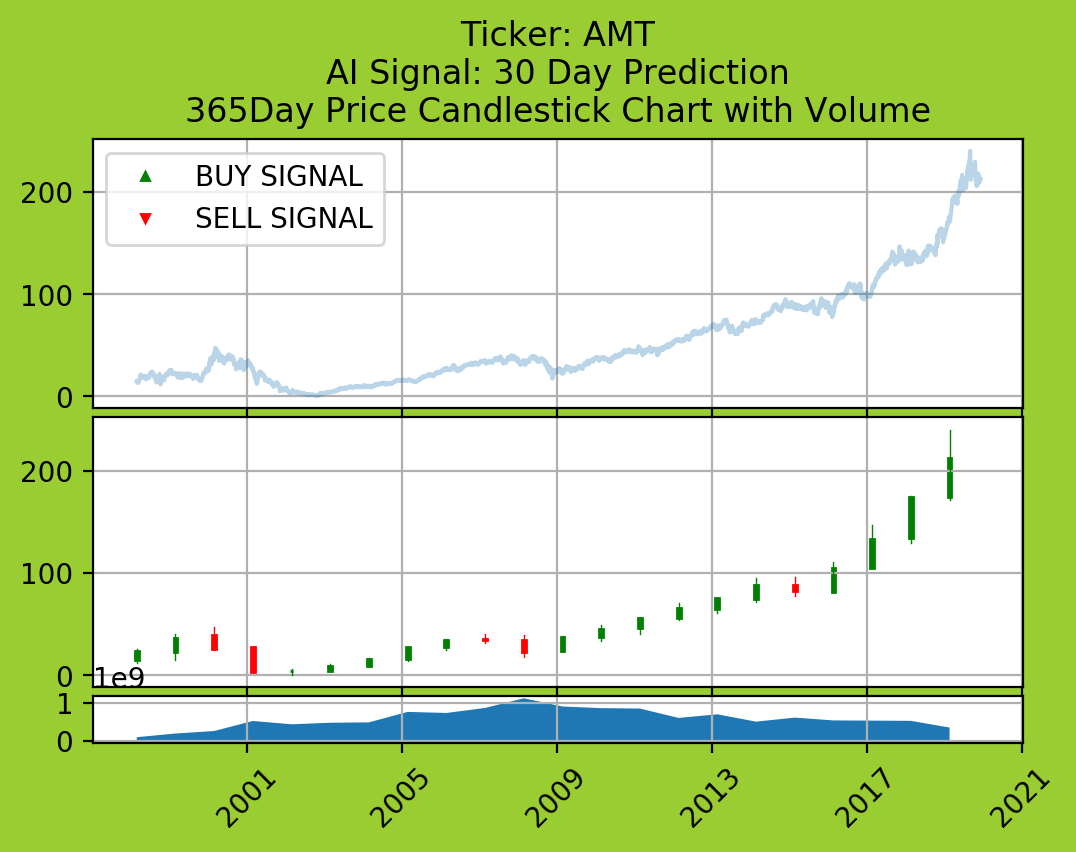 Ticker: AMT
AI Signal: 30 Day Prediction
365Day Price Candlestick Chart with Volume
BUY SIGNAL
SELL SIGNAL
200
100
0
200
100
0
1e9
1
0
2001
2005
2009
2013
2017
2021